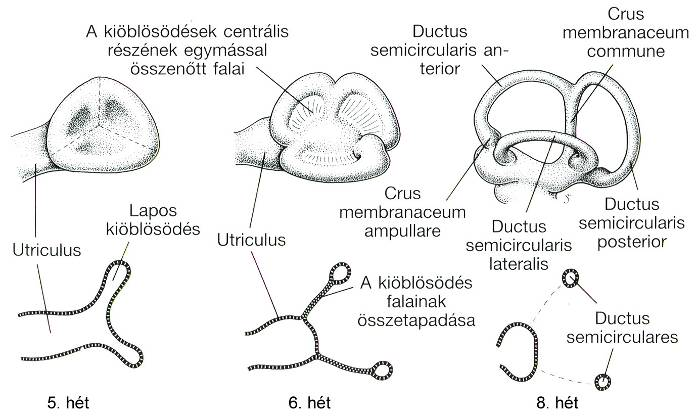 A kiöblösödések centrális
részének egymással
összenőtt falai
Ductus
semicircularis an-
terior
Crus
membranaceum
commune
Lapos
kiöblösödés
Utriculus
Utriculus
Crus
membranaceum
ampullare
Ductus
semicircularis
lateralis
Ductus
semicircularis
posterior
A kiöblösödés
falainak
összetapadása
Ductus
semicirculares
5. hét
6. hét
8. hét